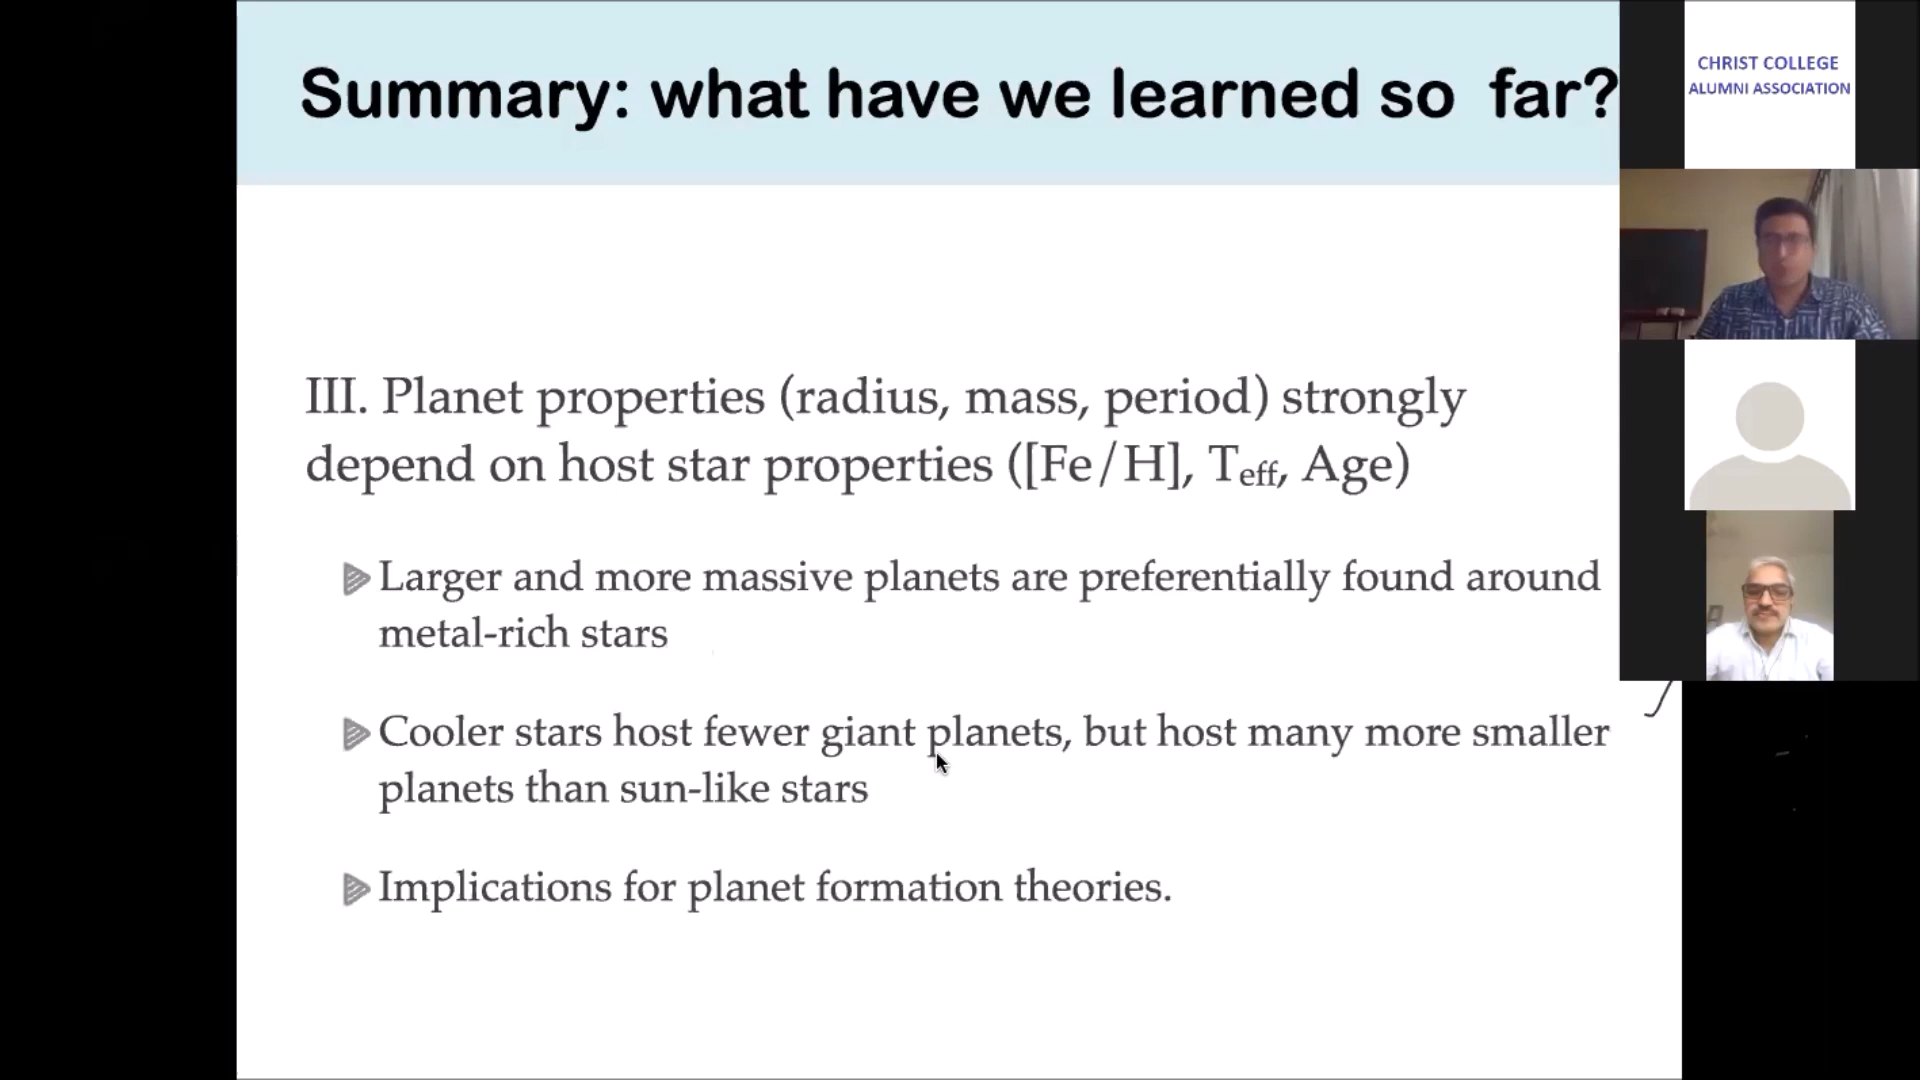 Summary: what have we learned so far?
CHRIST COLLEGE
ALUMNI ASSOCIATION
III. Planet properties (radius, mass, period) strongly
depend on host star properties ([Fe/H], Teff, Age)
Larger and more massive planets are preferentially found around
metal-rich stars
Cooler stars host fewer giant planets, but host many more smaller
planets than sun-like stars
Implications for planet formation theories.